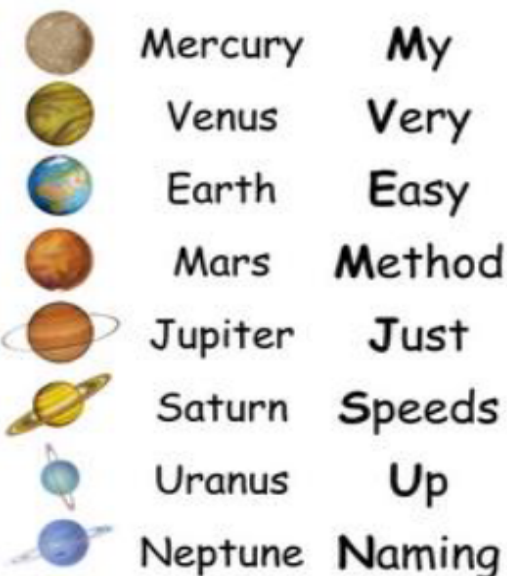 Mercury My
Venus Very
Earth Easy
Mars Method
Jupiter Just
Saturn Speeds
Uranus Up
Neptune Naming